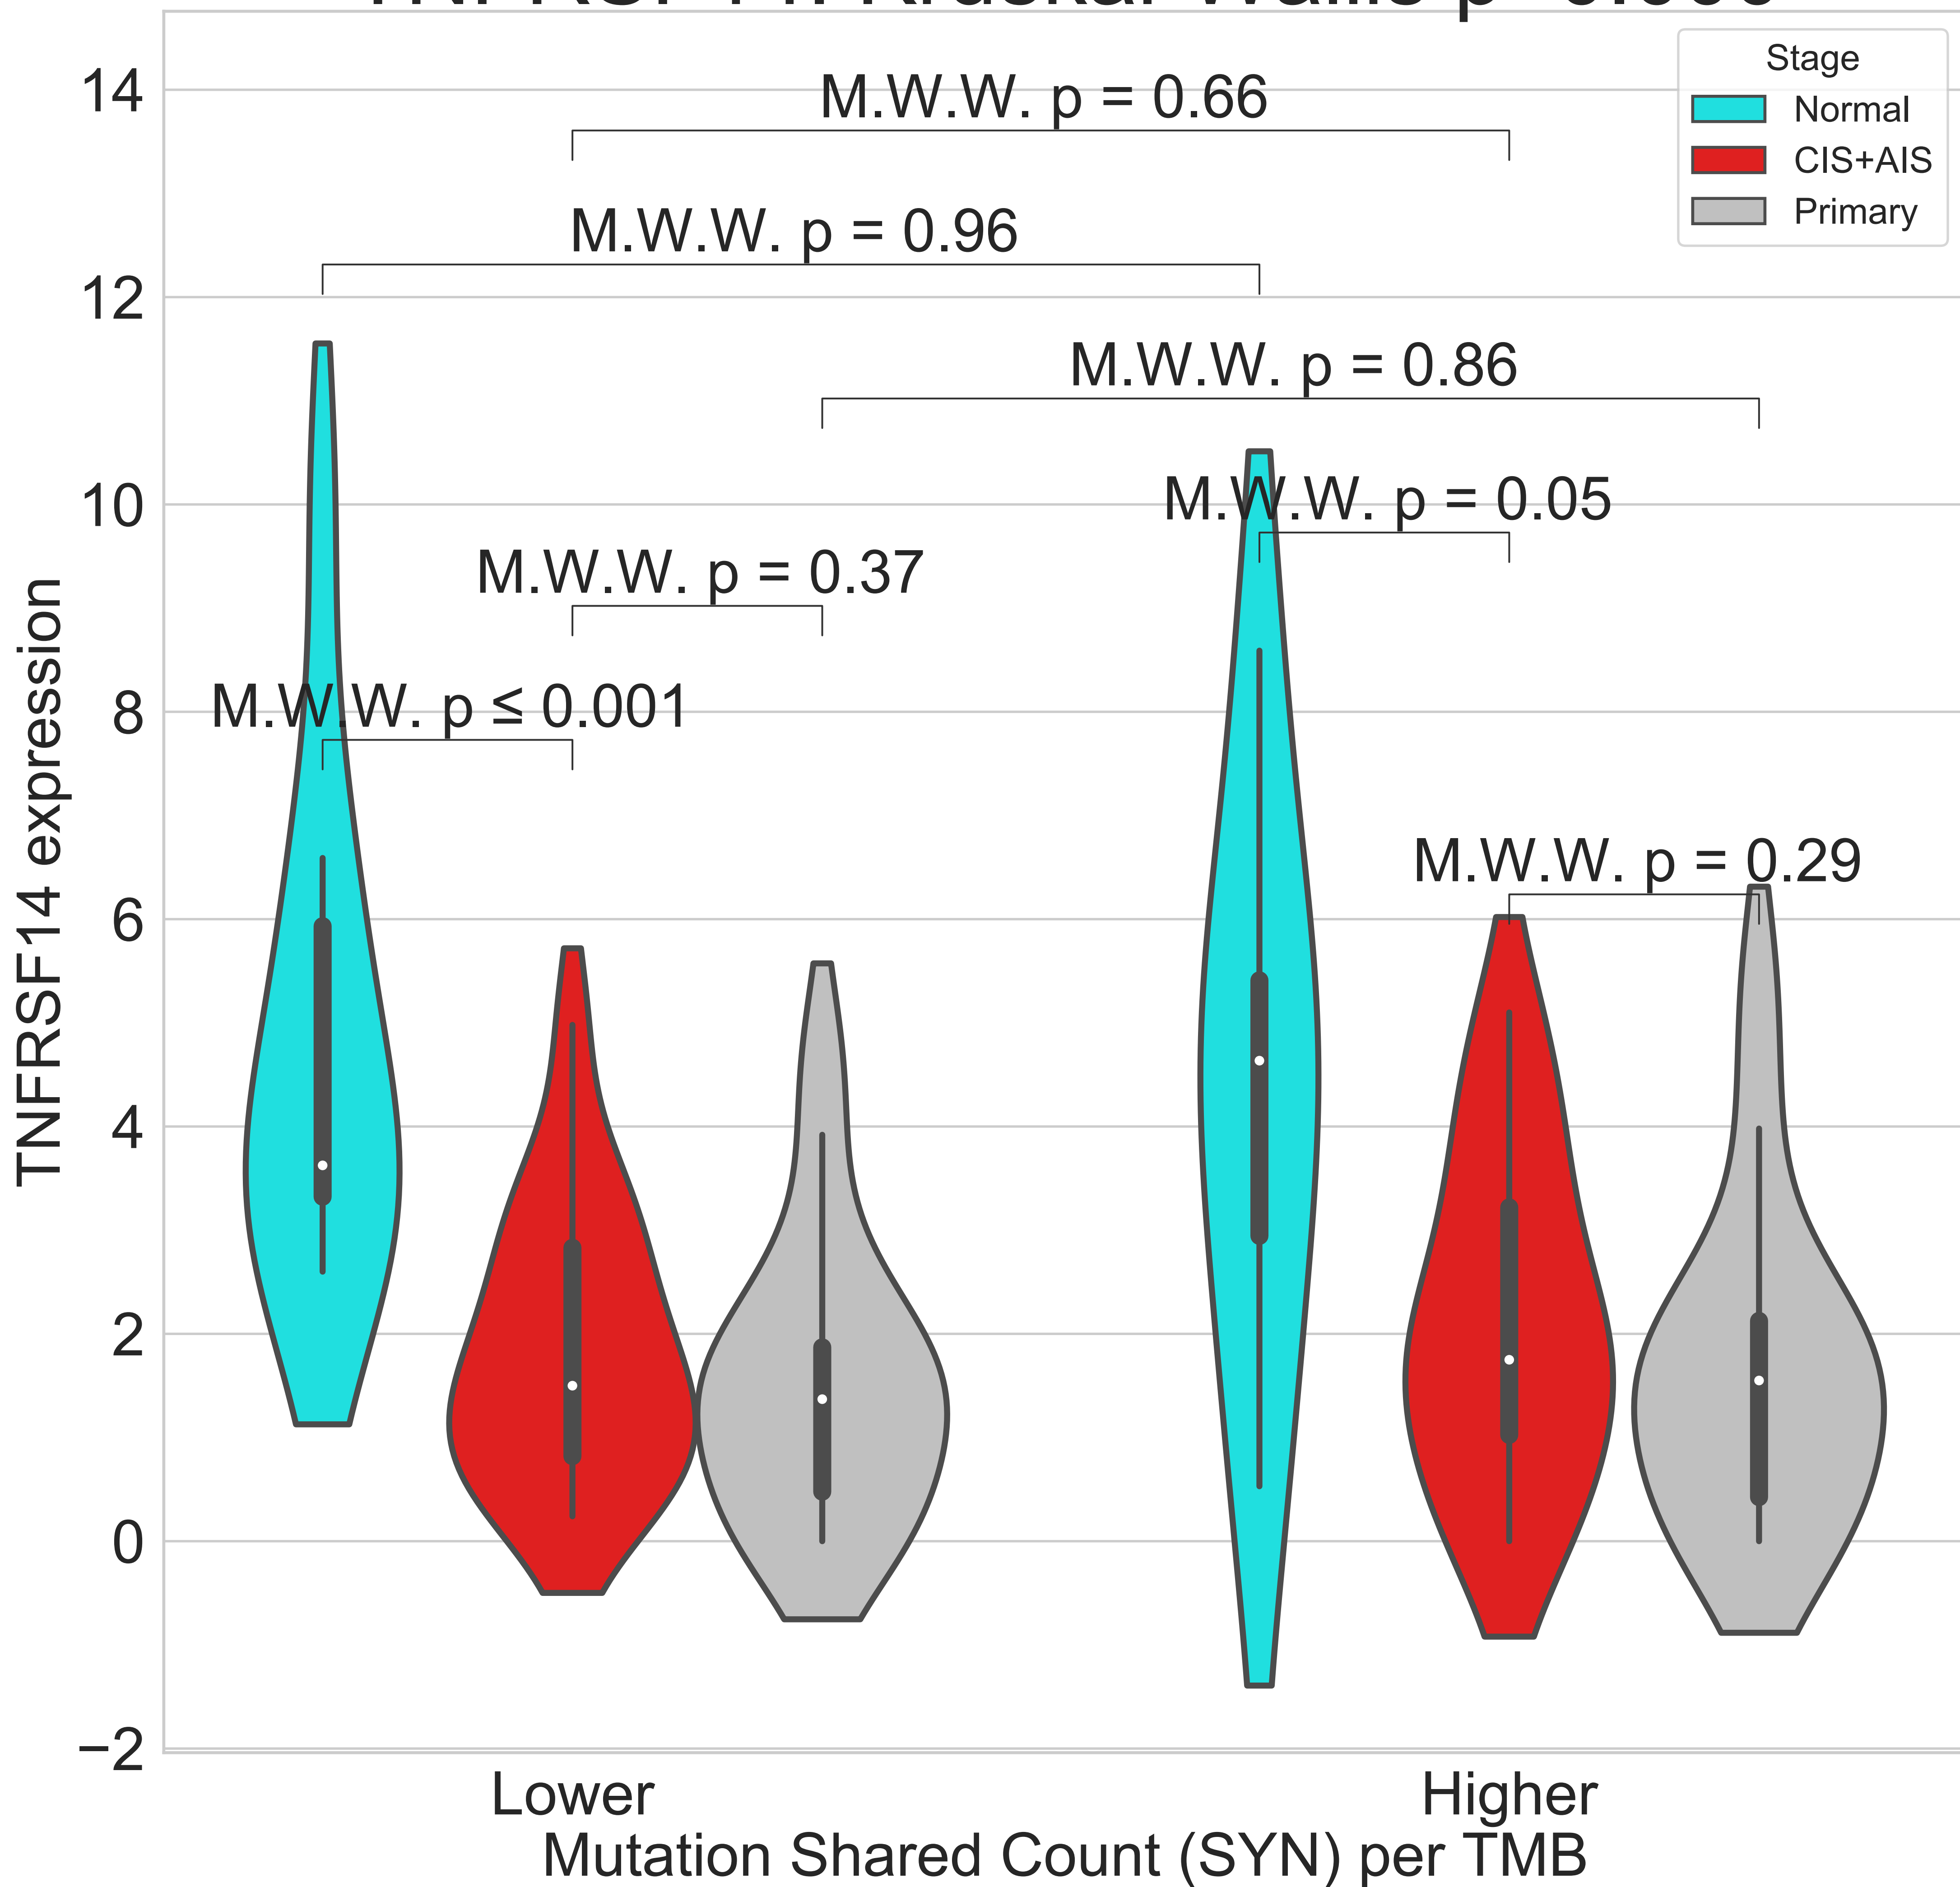 Stage
Normal
CIS+AIS
Primary
14
12
10
8
6
4
2
0
−2
TNFRSF14 expression
M.W.W. p = 0.66
M.W.W. p = 0.96
M.W.W. p = 0.86
M.W.W. p = 0.05
M.W.W. p = 0.37
M.W.W. p ≤ 0.001
M.W.W. p = 0.29
Lower
Higher
Mutation Shared Count (SYN) per TMB